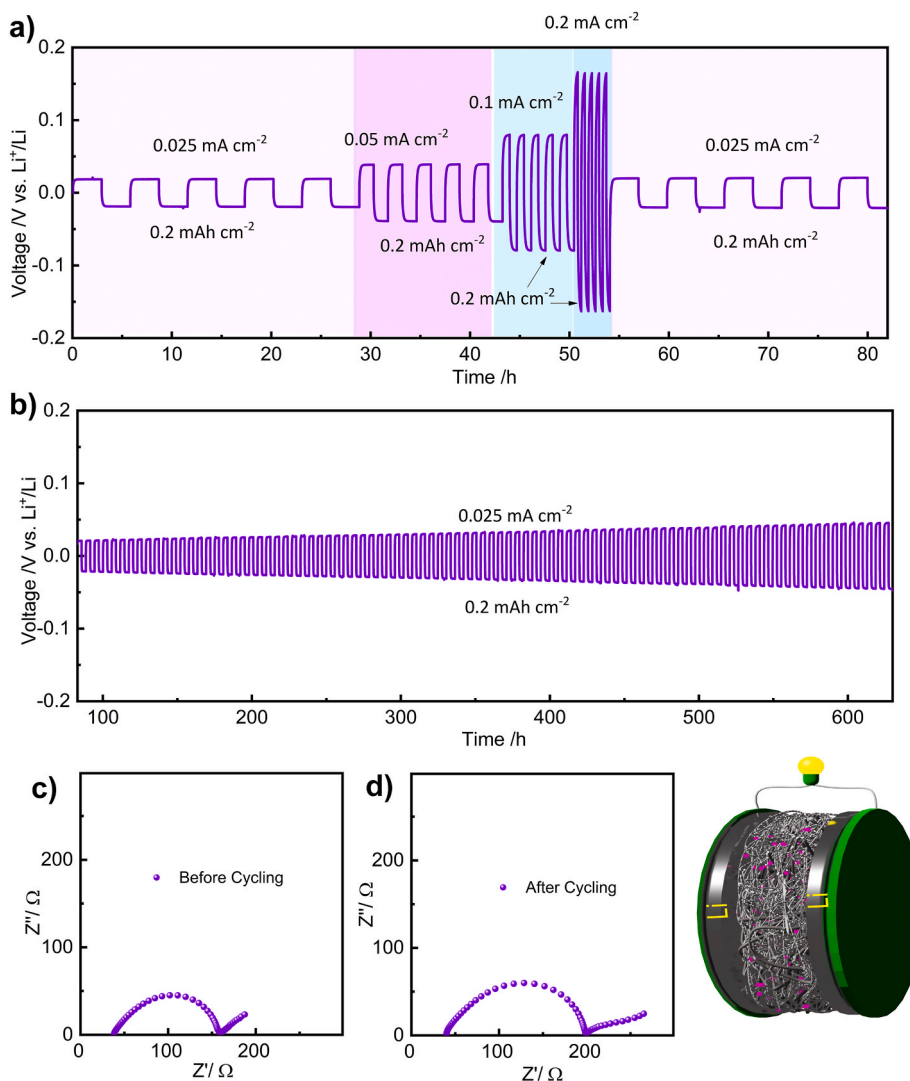 a)
0.2 mA cm⁻²
0.2
0.1
0.0
-0.1
-0.2
Voltage /V vs. Li⁺/Li
0.025 mA cm⁻²
0.05 mA cm⁻²
0.1 mA cm⁻²
0.025 mA cm⁻²
0.2 mAh cm⁻²
0.2 mAh cm⁻²
0.2 mAh cm⁻²
0.2 mAh cm⁻²
0 10 20 30 40 50 60 70 80
Time /h
b)
0.2
0.1
0.0
-0.1
-0.2
Voltage /V vs. Li⁺/Li
0.025 mA cm⁻²
0.2 mAh cm⁻²
100 200 300 400 500 600
Time /h
c)
200
100
0
Z"/ Ω
Before Cycling
0 100 200
Z'/ Ω
d)
200
100
0
Z"/ Ω
After Cycling
0 100 200
Z'/ Ω
Li
Li